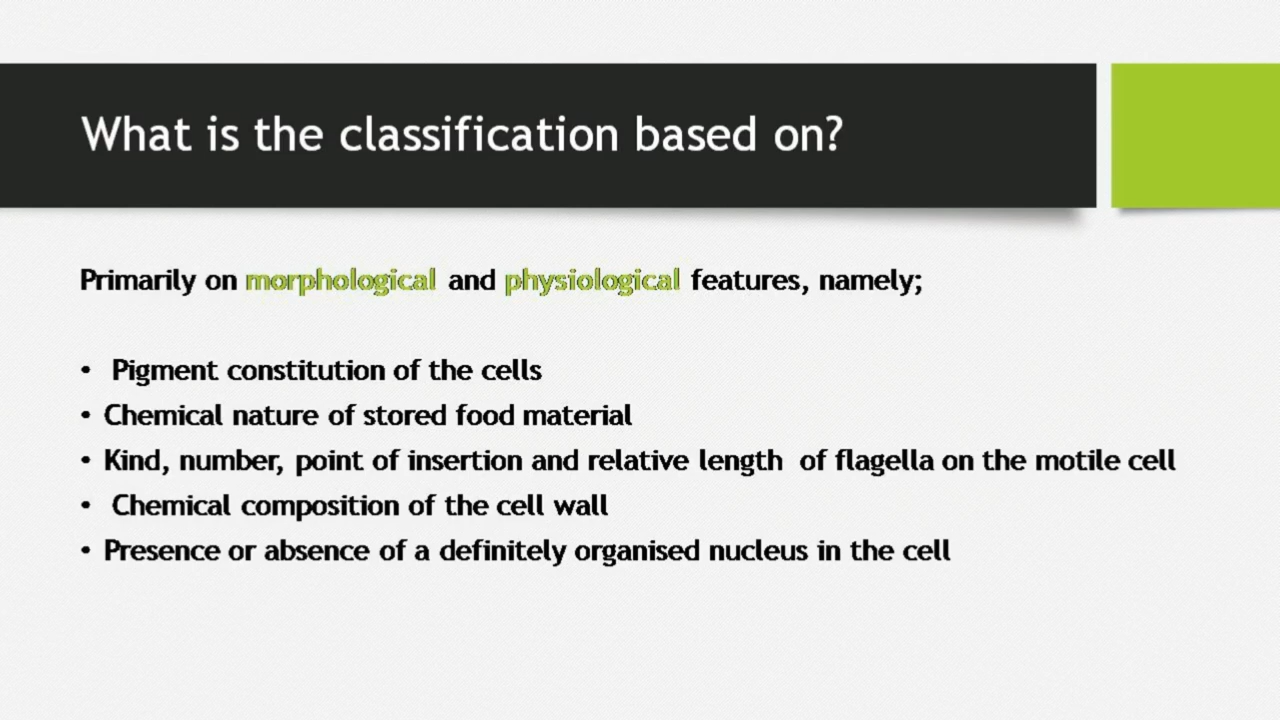 What is the classification based on?
Primarily on morphological and physiological features, namely;
• Pigment constitution of the cells
• Chemical nature of stored food material
• Kind, number, point of insertion and relative length of flagella on the motile cell
• Chemical composition of the cell wall
• Presence or absence of a definitely organised nucleus in the cell